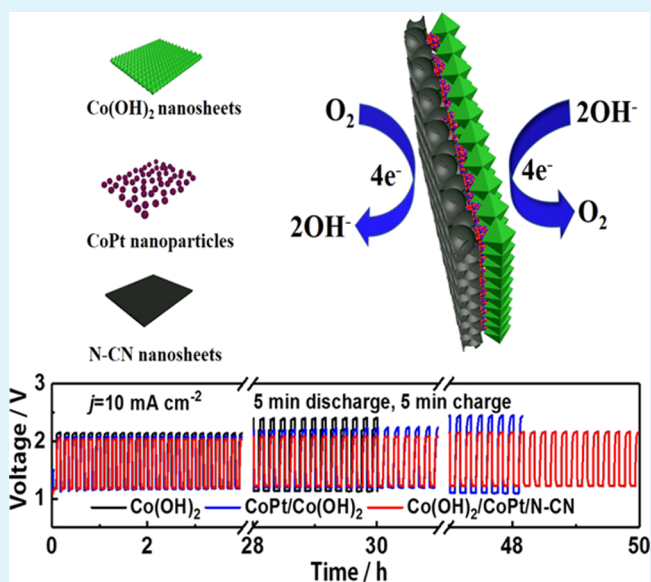 Co(OH)₂ nanosheets
CoPt nanoparticles
N-CN nanosheets
O₂
4e⁻
2OH⁻
2OH⁻
4e⁻
O₂
Voltage / V
3
2
1
j=10 mA cm⁻²
5 min discharge, 5 min charge
Co(OH)₂
CoPt/Co(OH)₂
Co(OH)₂/CoPt/N-CN
0 2 28 30 48 50
Time / h